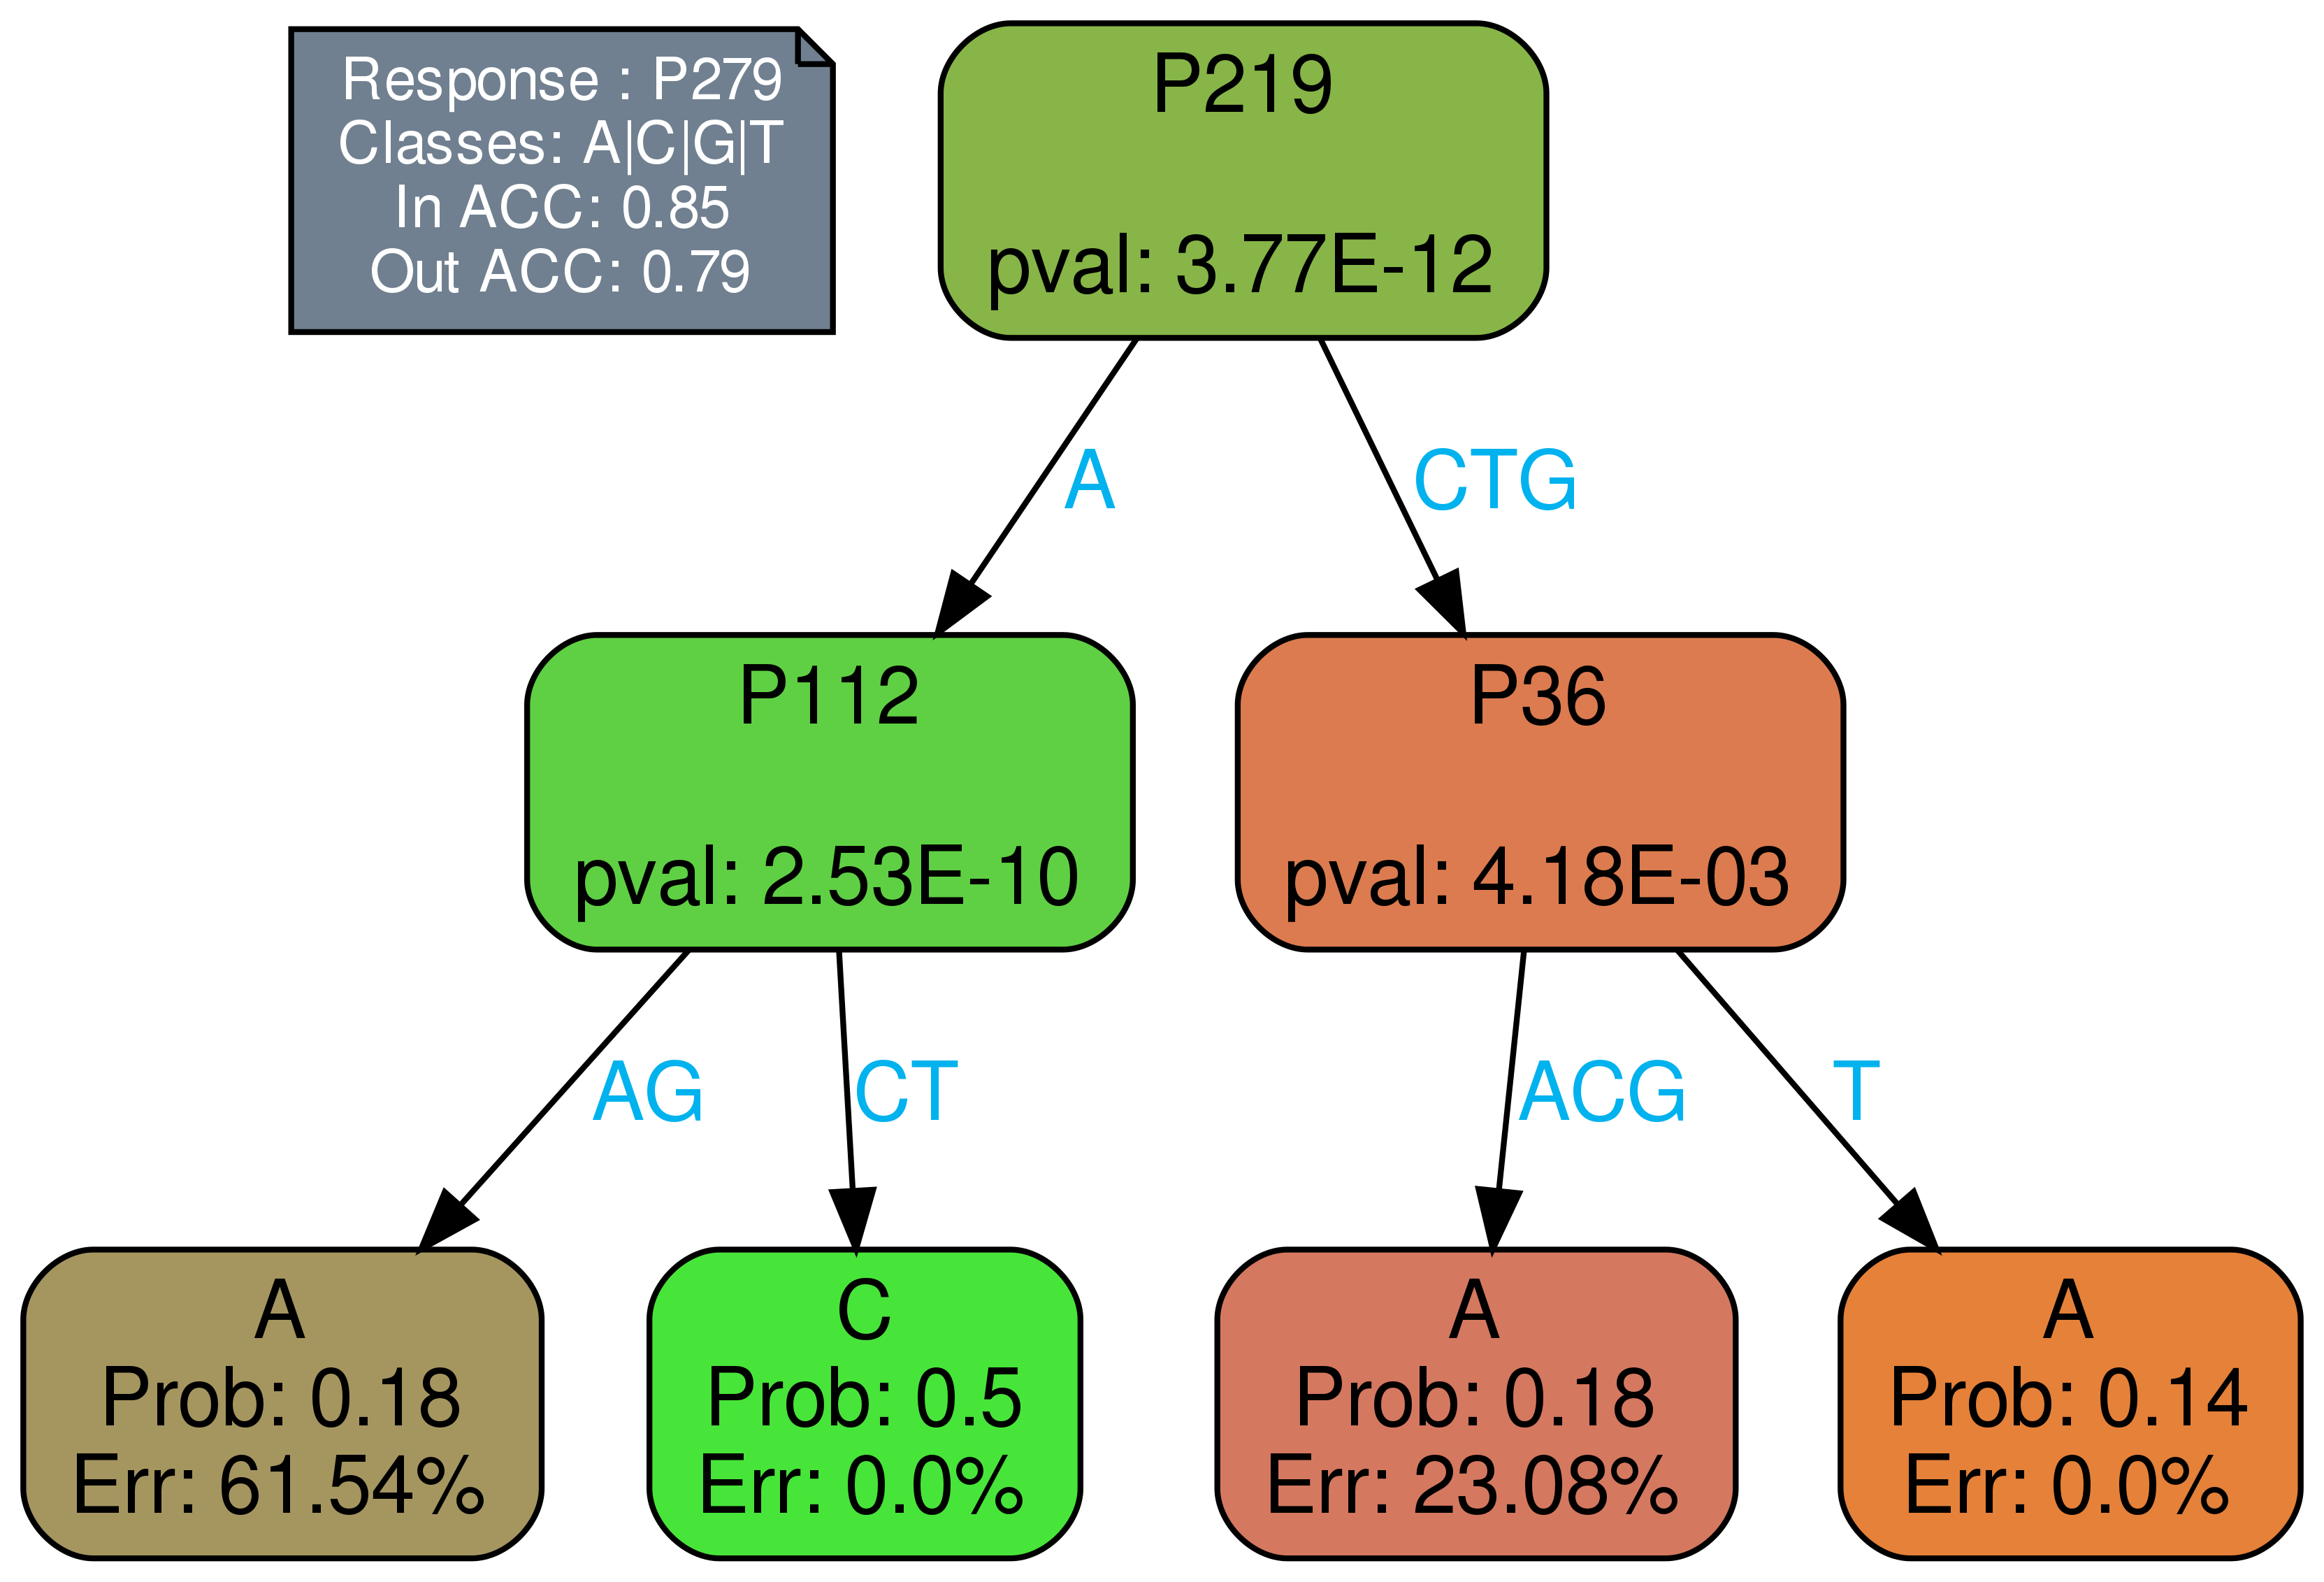 Response : P279
Classes: A|C|G|T
In ACC: 0.85
Out ACC: 0.79
P219
pval: 3.77E-12
A
CTG
P112
pval: 2.53E-10
P36
pval: 4.18E-03
AG
CT
ACG
T
A
Prob: 0.18
Err: 61.54%
C
Prob: 0.5
Err: 0.0%
A
Prob: 0.18
Err: 23.08%
A
Prob: 0.14
Err: 0.0%